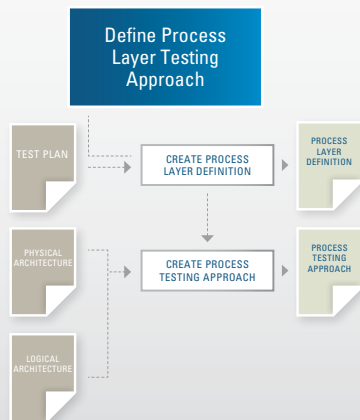 Define Process
Layer Testing
Approach
TEST PLAN
CREATE PROCESS
LAYER DEFINITION
PROCESS
LAYER
DEFINITION
PHYSICAL
ARCHITECTURE
CREATE PROCESS
TESTING APPROACH
PROCESS
TESTING
APPROACH
LOGICAL
ARCHITECTURE